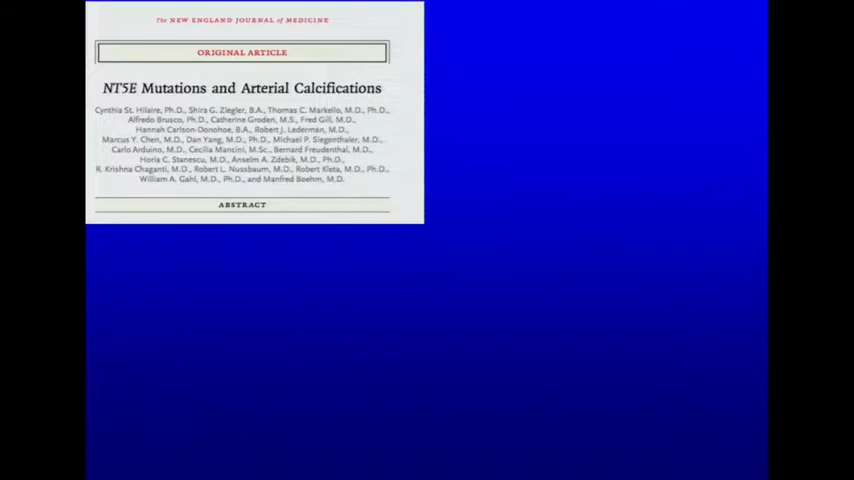 The NEW ENGLAND JOURNAL of MEDICINE
ORIGINAL ARTICLE
NT5E Mutations and Arterial Calcifications
Cynthia St. Hilaire, Ph.D., Shira G. Ziegler, B.A., Thomas C. Markello, M.D., Ph.D.,
Alfredo Brusco, Ph.D., Catherine Groden, M.S., Fred Gill, M.D.,
Hannah Carlson-Donohoe, B.A., Robert J. Lederman, M.D.,
Marcus Y. Chen, M.D., Dan Yang, M.D., Ph.D., Michael P. Siegenthaler, M.D.,
Carlo Arduino, M.D., Cecilia Mancini, M.Sc., Bernard Freudenthal, M.D.,
Horia C. Stanescu, M.D., Anselm A. Zdebik, M.D., Ph.D.,
R. Krishna Chaganti, M.D., Robert L. Nussbaum, M.D., Robert Kleta, M.D., Ph.D.,
William A. Gahl, M.D., Ph.D., and Manfred Boehm, M.D.
ABSTRACT